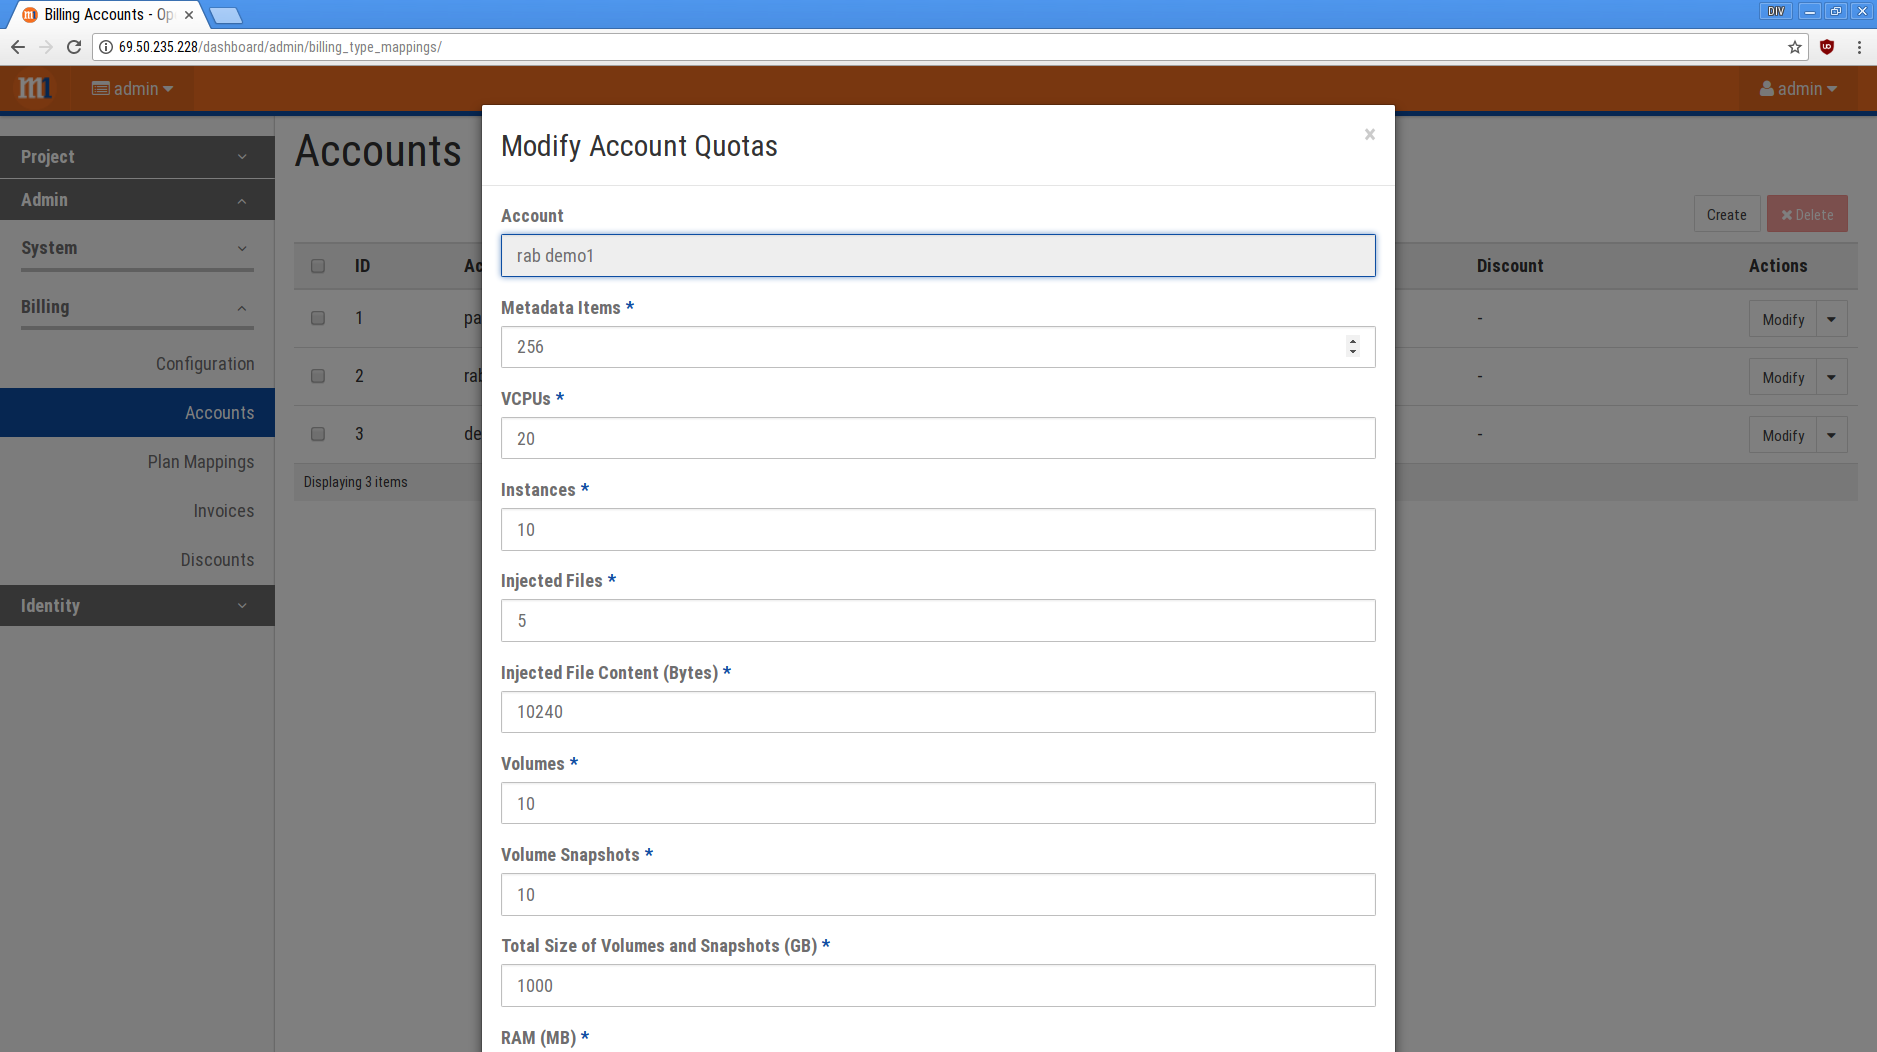 Billing Accounts - Op
DIV
69.50.235.228/dashboard/admin/billing_type_mappings/
m1
admin
admin
Project
Admin
System
Billing
Configuration
Accounts
Plan Mappings
Invoices
Discounts
Identity
Accounts
Create
Delete
ID
Ac
Discount
Actions
1
pa
-
Modify
2
rab
-
Modify
3
de
-
Modify
Displaying 3 items
Modify Account Quotas
×
Account
rab demo1
Metadata Items *
256
VCPUs *
20
Instances *
10
Injected Files *
5
Injected File Content (Bytes) *
10240
Volumes *
10
Volume Snapshots *
10
Total Size of Volumes and Snapshots (GB) *
1000
RAM (MB) *